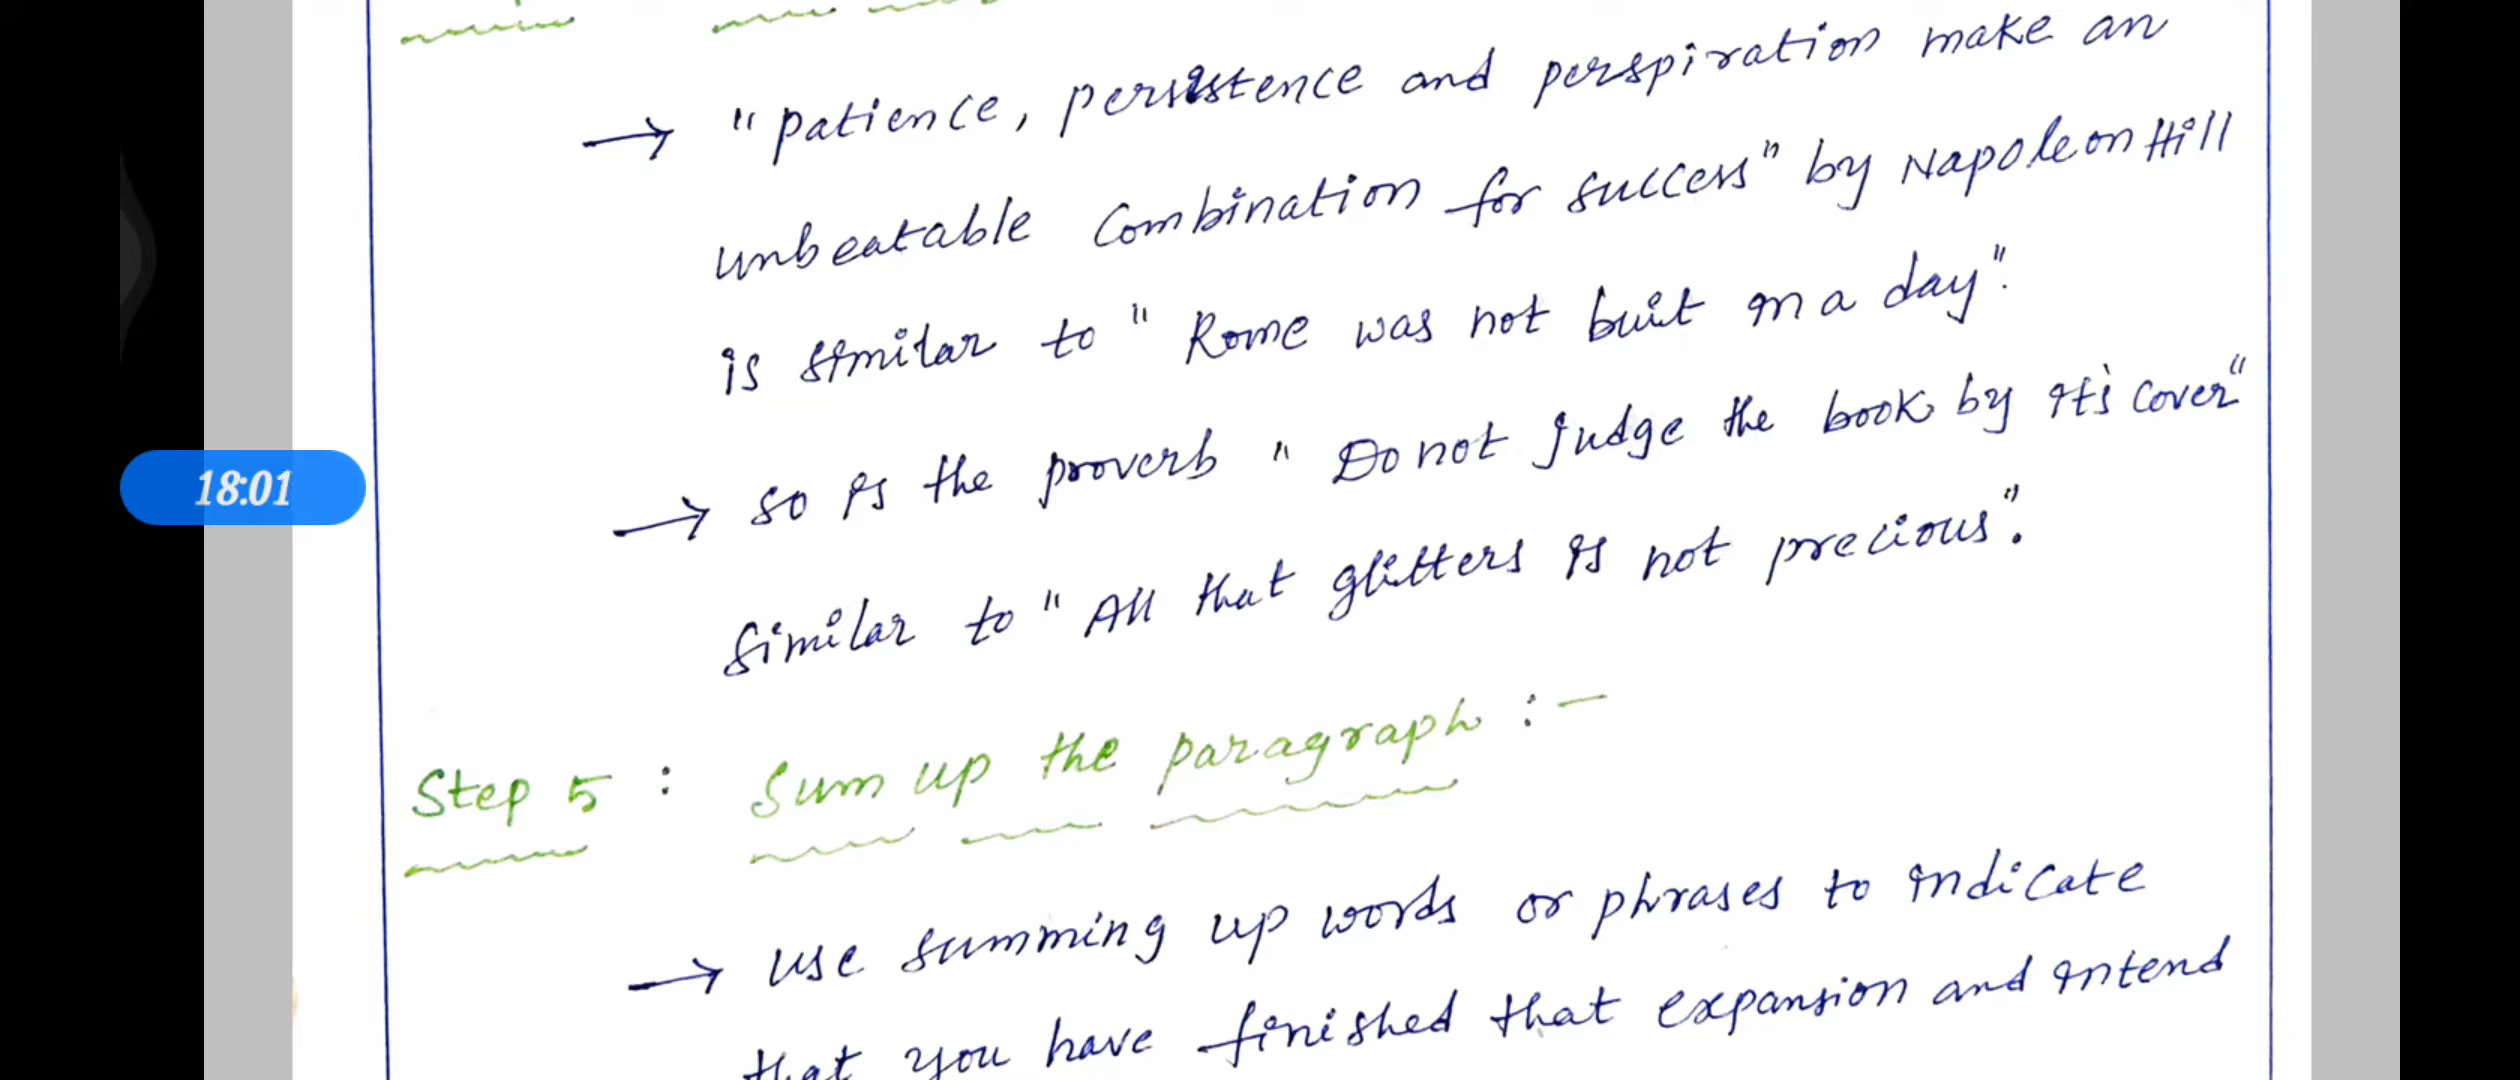 → "patience, persistence and perspiration make an
unbeatable combination for success" by Napoleon Hill
is similar to "Rome was not built in a day".
→ so is the proverb "Do not judge the book by it's cover"
similar to "All that glitters is not precious".
Step 5 : Sum up the paragraph :-
→ use summing up words or phrases to indicate
that you have finished that expansion and intend
18:01